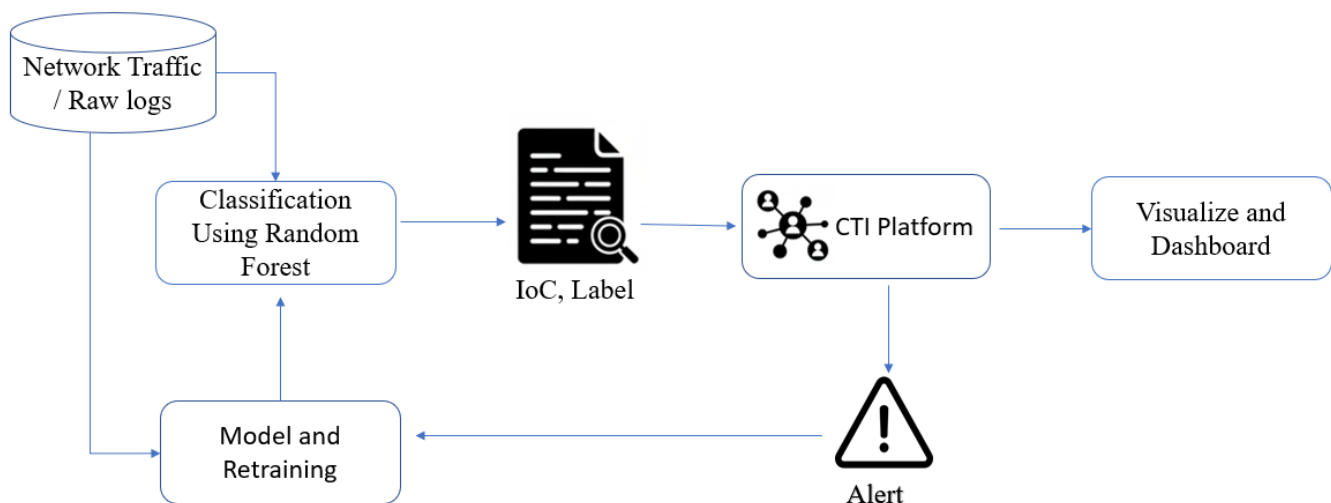 Network Traffic
/ Raw logs
Classification
Using Random
Forest
IoC, Label
CTI Platform
Visualize and
Dashboard
Model and
Retraining
Alert